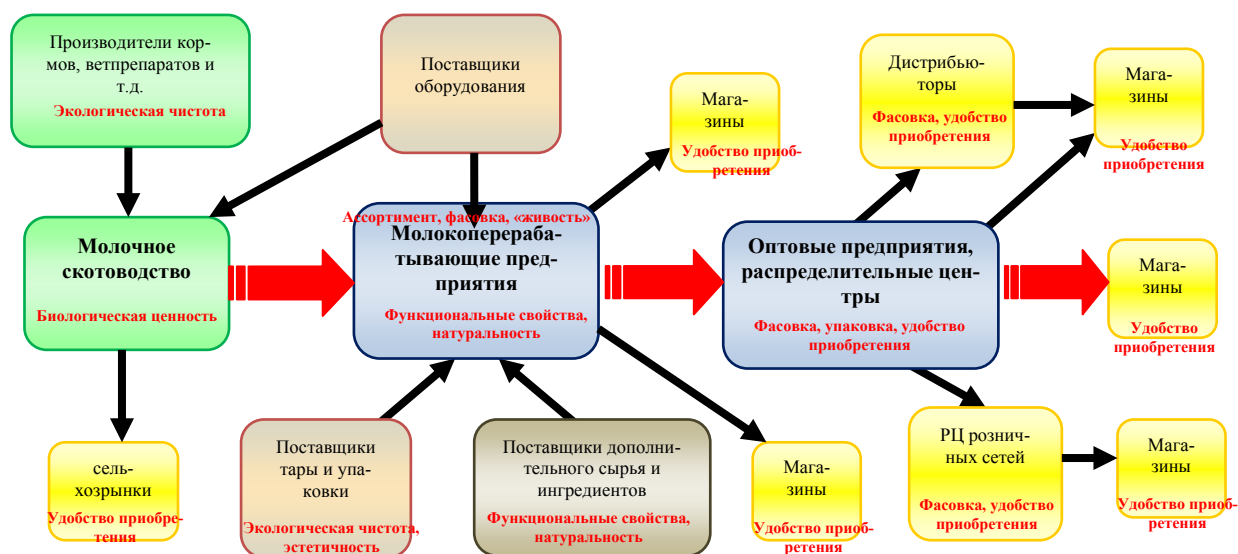 Производители кор-
мов, ветпрепаратов и
т.д.
Экологическая чистота
Поставщики
оборудования
Мага-
зины
Удобство приоб-
ретения
Дистрибью-
торы
Фасовка, удобство
приобретения
Мага-
зины
Удобство
приобретения
Молочное
скотоводство
Биологическая ценность
Ассортимент, фасовка, «живость»
Молокоперераба-
тывающие пред-
приятия
Функциональные свойства,
натуральность
Оптовые предприятия,
распределительные цен-
тры
Фасовка, упаковка, удобство
приобретения
Мага-
зины
Удобство
приобретения
сель-
хозрынки
Удобство приобре-
тения
Поставщики
тары и упа-
ковки
Экологическая чистота,
эстетичность
Поставщики дополни-
тельного сырья и
ингредиентов
Функциональные свойства,
натуральность
Мага-
зины
Удобство приоб-
ретения
РЦ рознич-
ных сетей
Фасовка, удобство
приобретения
Мага-
зины
Удобство приоб-
ретения